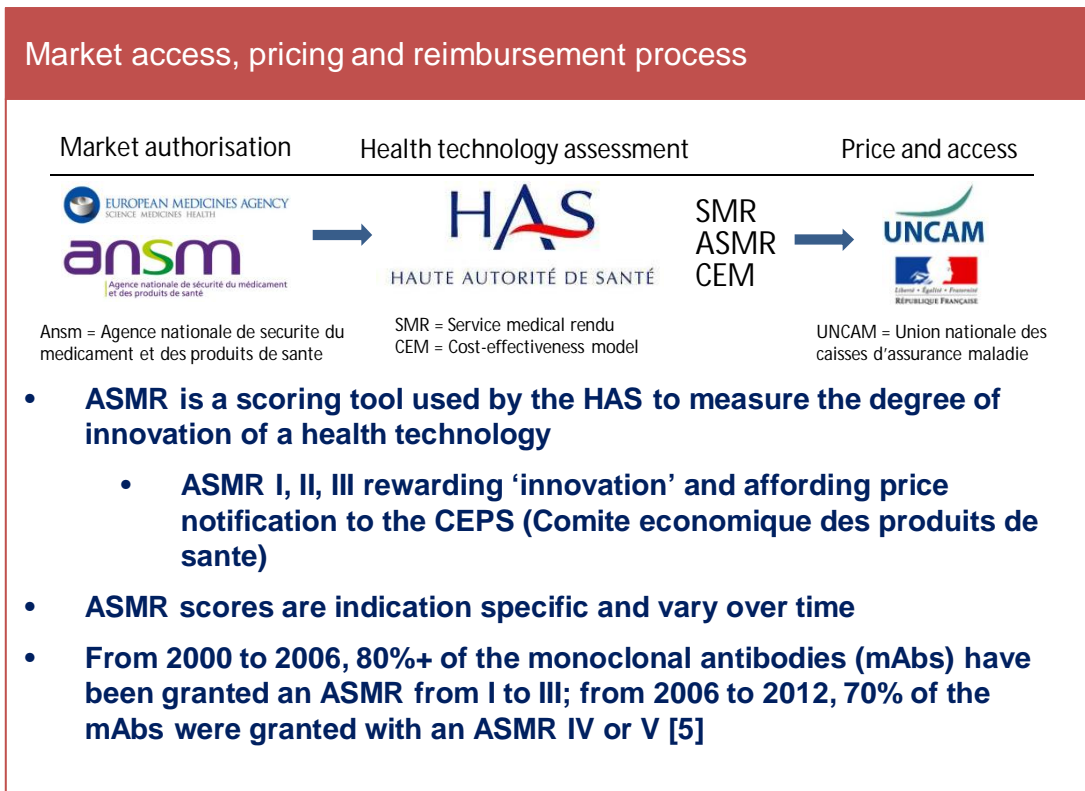 Market access, pricing and reimbursement process
Market authorisation
Health technology assessment
Price and access
EUROPEAN MEDICINES AGENCY
SCIENCE MEDICINES HEALTH
ansm
Agence nationale de sécurité du médicament
et des produits de santé
HAS
HAUTE AUTORITÉ DE SANTÉ
SMR
ASMR
CEM
UNCAM
Liberté • Égalité • Fraternité
RÉPUBLIQUE FRANÇAISE
Ansm = Agence nationale de securite du
medicament et des produits de sante
SMR = Service medical rendu
CEM = Cost-effectiveness model
UNCAM = Union nationale des
caisses d'assurance maladie
• ASMR is a scoring tool used by the HAS to measure the degree of
innovation of a health technology
• ASMR I, II, III rewarding ‘innovation’ and affording price
notification to the CEPS (Comite economique des produits de
sante)
• ASMR scores are indication specific and vary over time
• From 2000 to 2006, 80%+ of the monoclonal antibodies (mAbs) have
been granted an ASMR from I to III; from 2006 to 2012, 70% of the
mAbs were granted with an ASMR IV or V [5]